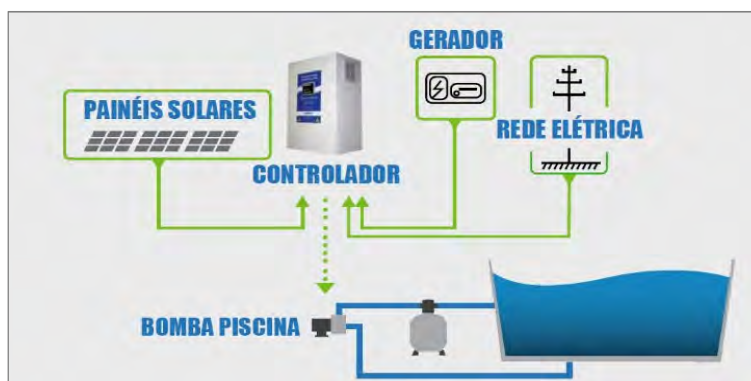 GERADOR
PAINÉIS SOLARES
REDE ELÉTRICA
CONTROLADOR
BOMBA PISCINA